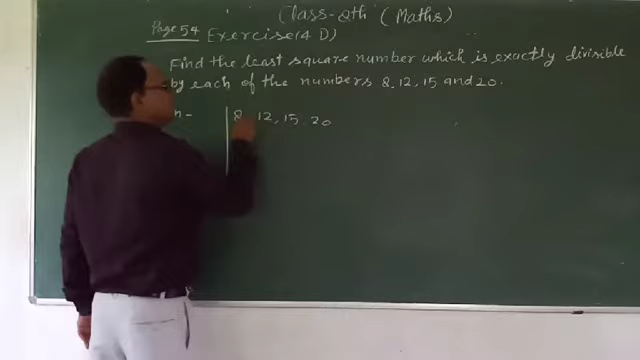 Class-8th (Maths)
Page 54 Exercise (4 D)
Find the least square number which is exactly divisible
by each of the numbers 8, 12, 15 and 20.
n-
8, 12, 15, 20